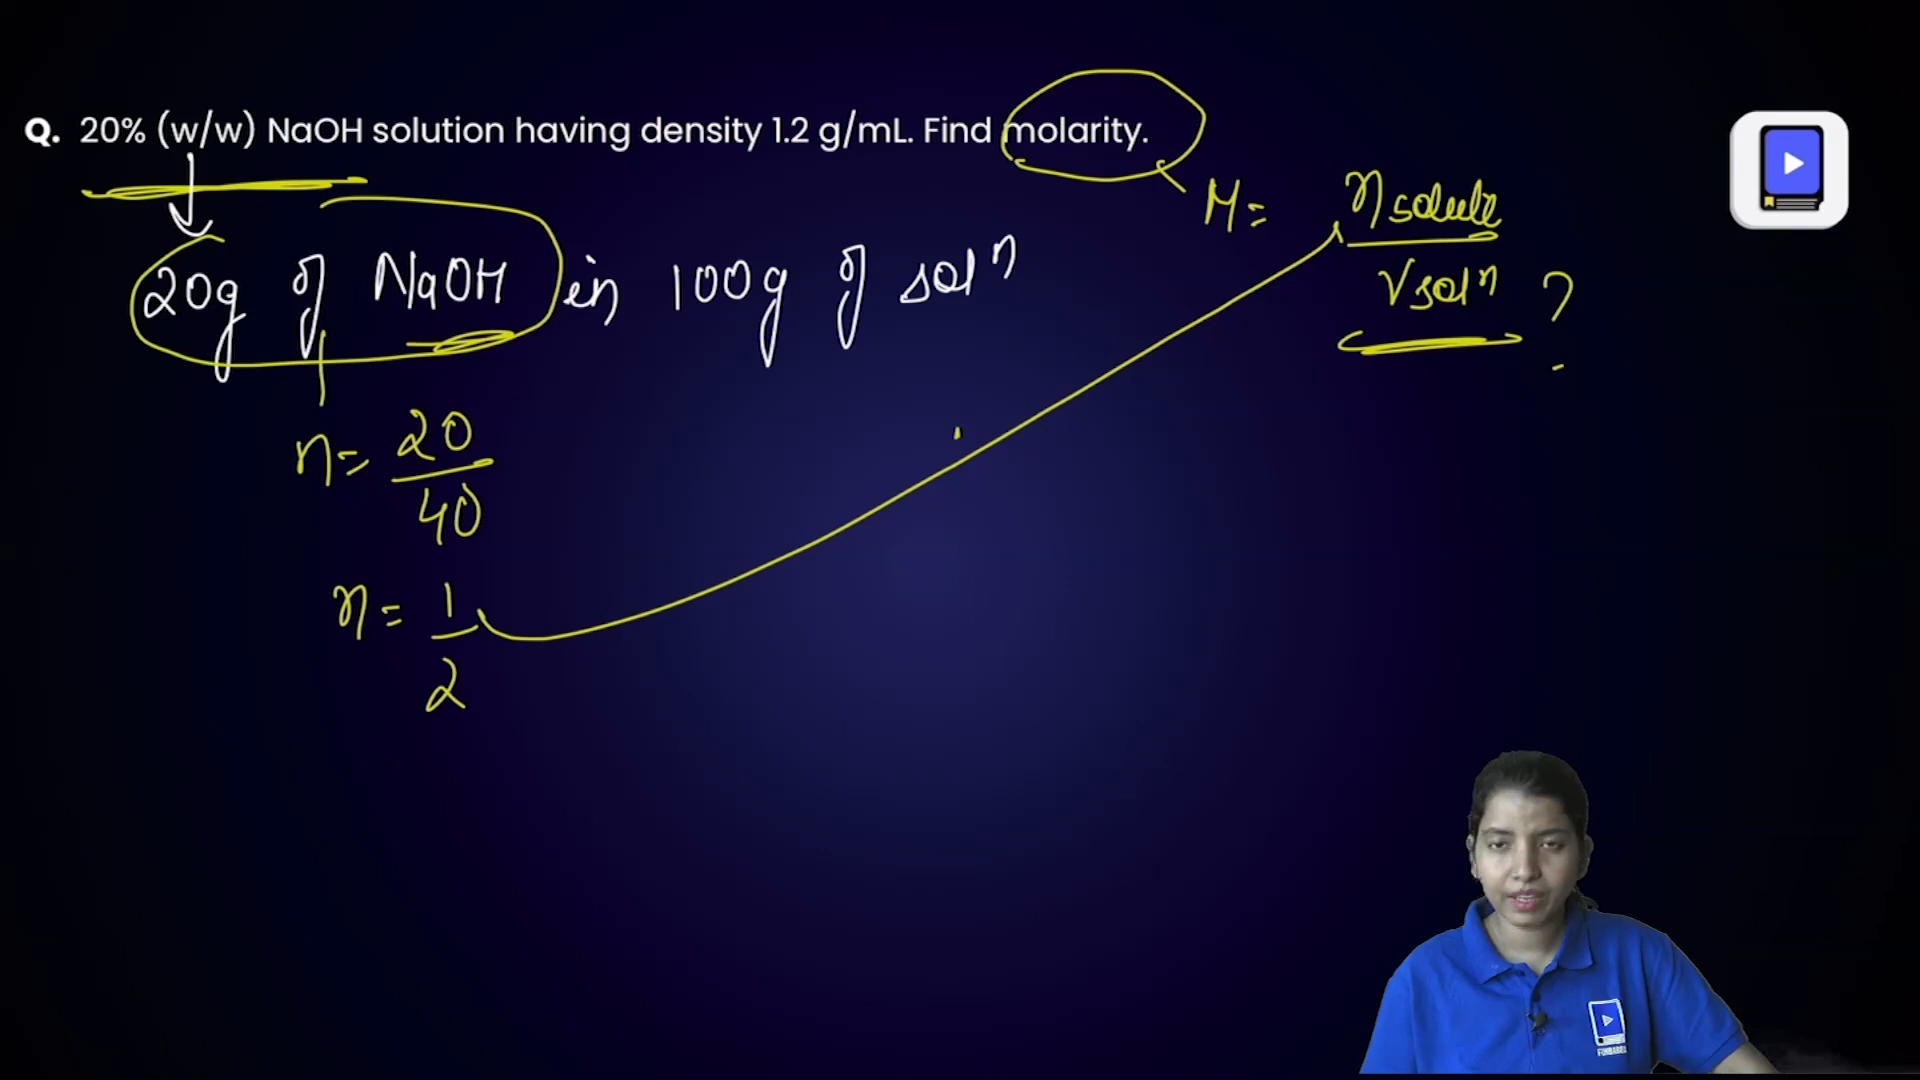 Q. 20% (w/w) NaOH solution having density 1.2 g/mL. Find molarity.
M = n solute
V solⁿ ?
20g of NaOH in 100g of solⁿ
n = 20
40
n = 1
2